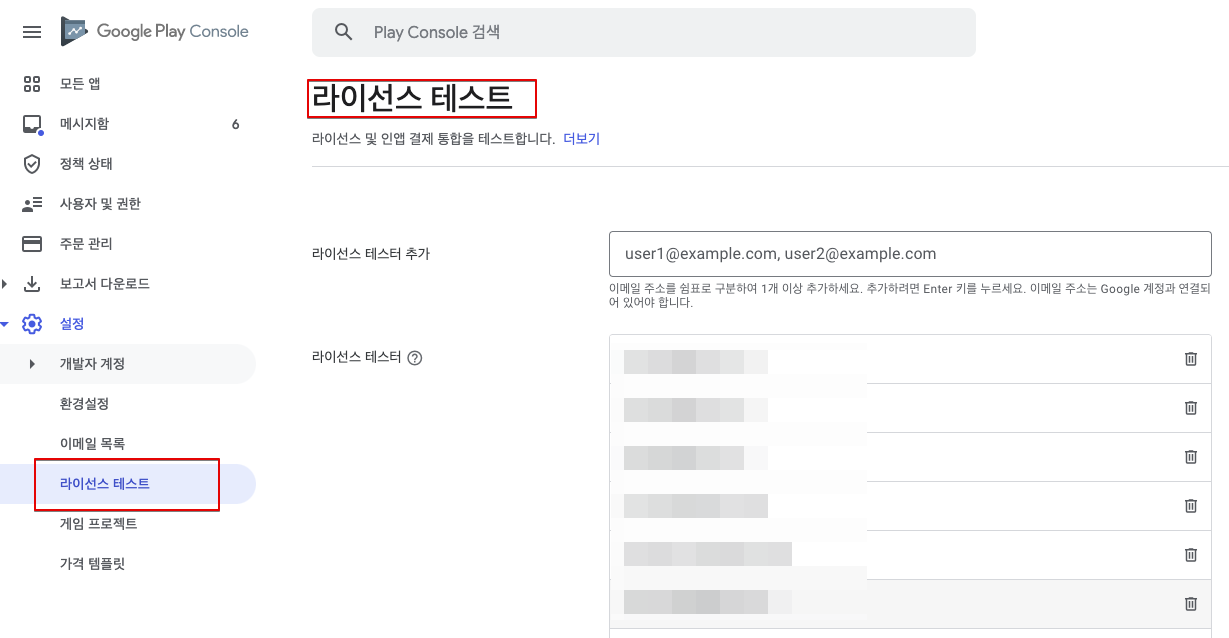 Google Play Console
Play Console 검색
모든 앱
메시지함 6
정책 상태
사용자 및 권한
주문 관리
보고서 다운로드
설정
개발자 계정
환경설정
이메일 목록
라이선스 테스트
게임 프로젝트
가격 템플릿
라이선스 테스트
라이선스 및 인앱 결제 통합을 테스트합니다. 더보기
라이선스 테스터 추가
user1@example.com, user2@example.com
이메일 주소를 쉼표로 구분하여 1개 이상 추가하세요. 추가하려면 Enter 키를 누르세요. 이메일 주소는 Google 계정과 연결되
어 있어야 합니다.
라이선스 테스터